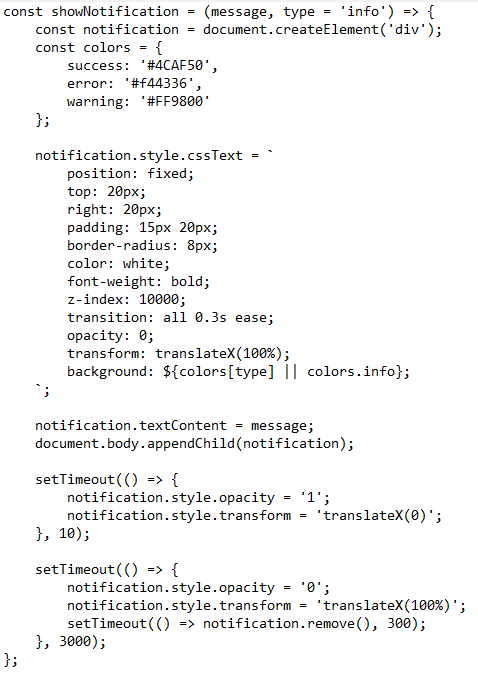 const showNotification = (message, type = 'info') => {
    const notification = document.createElement('div');
    const colors = {
        success: '#4CAF50',
        error: '#f44336',
        warning: '#FF9800'
    };

    notification.style.cssText = `
        position: fixed;
        top: 20px;
        right: 20px;
        padding: 15px 20px;
        border-radius: 8px;
        color: white;
        font-weight: bold;
        z-index: 10000;
        transition: all 0.3s ease;
        opacity: 0;
        transform: translateX(100%);
        background: ${colors[type] || colors.info};
    `;

    notification.textContent = message;
    document.body.appendChild(notification);

    setTimeout(() => {
        notification.style.opacity = '1';
        notification.style.transform = 'translateX(0)';
    }, 10);

    setTimeout(() => {
        notification.style.opacity = '0';
        notification.style.transform = 'translateX(100%)';
        setTimeout(() => notification.remove(), 300);
    }, 3000);
};